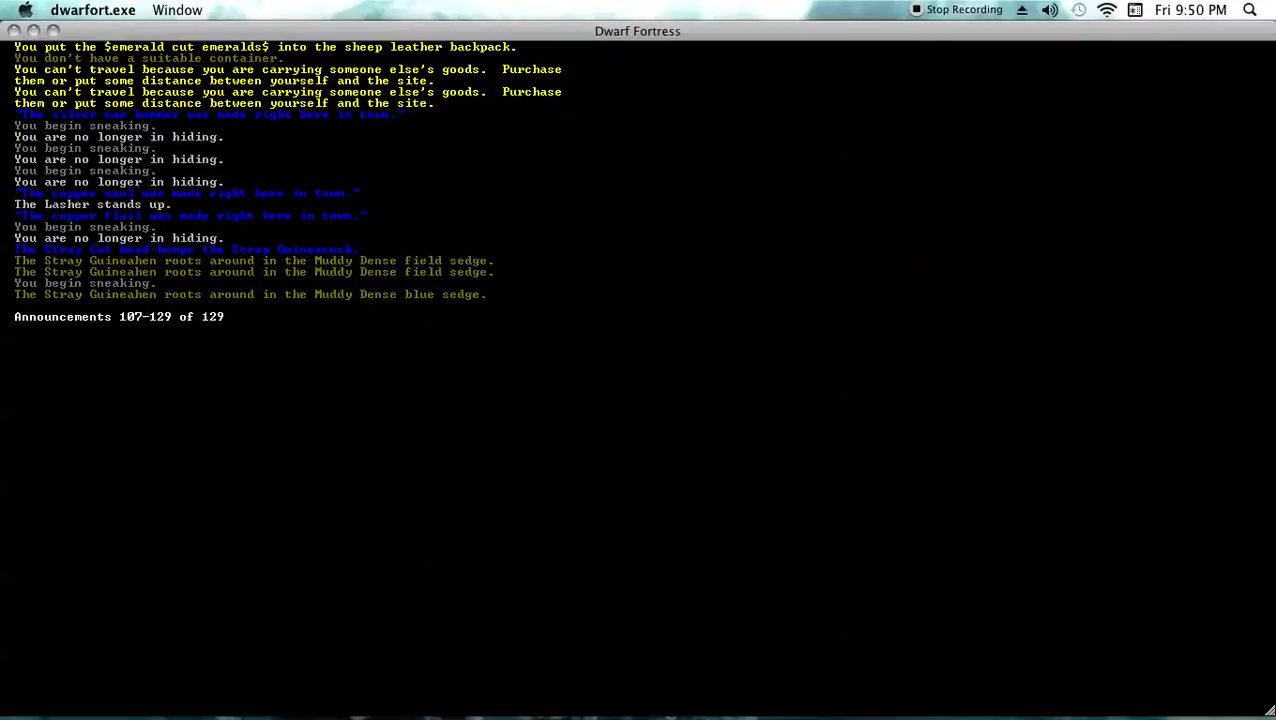 dwarfort.exe Window Stop Recording Fri 9:50 PM
Dwarf Fortress
You put the $emerald cut emeralds$ into the sheep leather backpack.
You don't have a suitable container.
You can't travel because you are carrying someone else's goods.  Purchase
them or put some distance between yourself and the site.
You can't travel because you are carrying someone else's goods.  Purchase
them or put some distance between yourself and the site.
"The silver war hammer was made right here in town."
You begin sneaking.
You are no longer in hiding.
You begin sneaking.
You are no longer in hiding.
You begin sneaking.
You are no longer in hiding.
"The copper maul was made right here in town."
The Lasher stands up.
"The copper flail was made right here in town."
You begin sneaking.
You are no longer in hiding.
The Stray Cat head-bumps the Stray Guineacock.
The Stray Guineahen roots around in the Muddy Dense field sedge.
The Stray Guineahen roots around in the Muddy Dense field sedge.
You begin sneaking.
The Stray Guineahen roots around in the Muddy Dense blue sedge.
Announcements 107-129 of 129